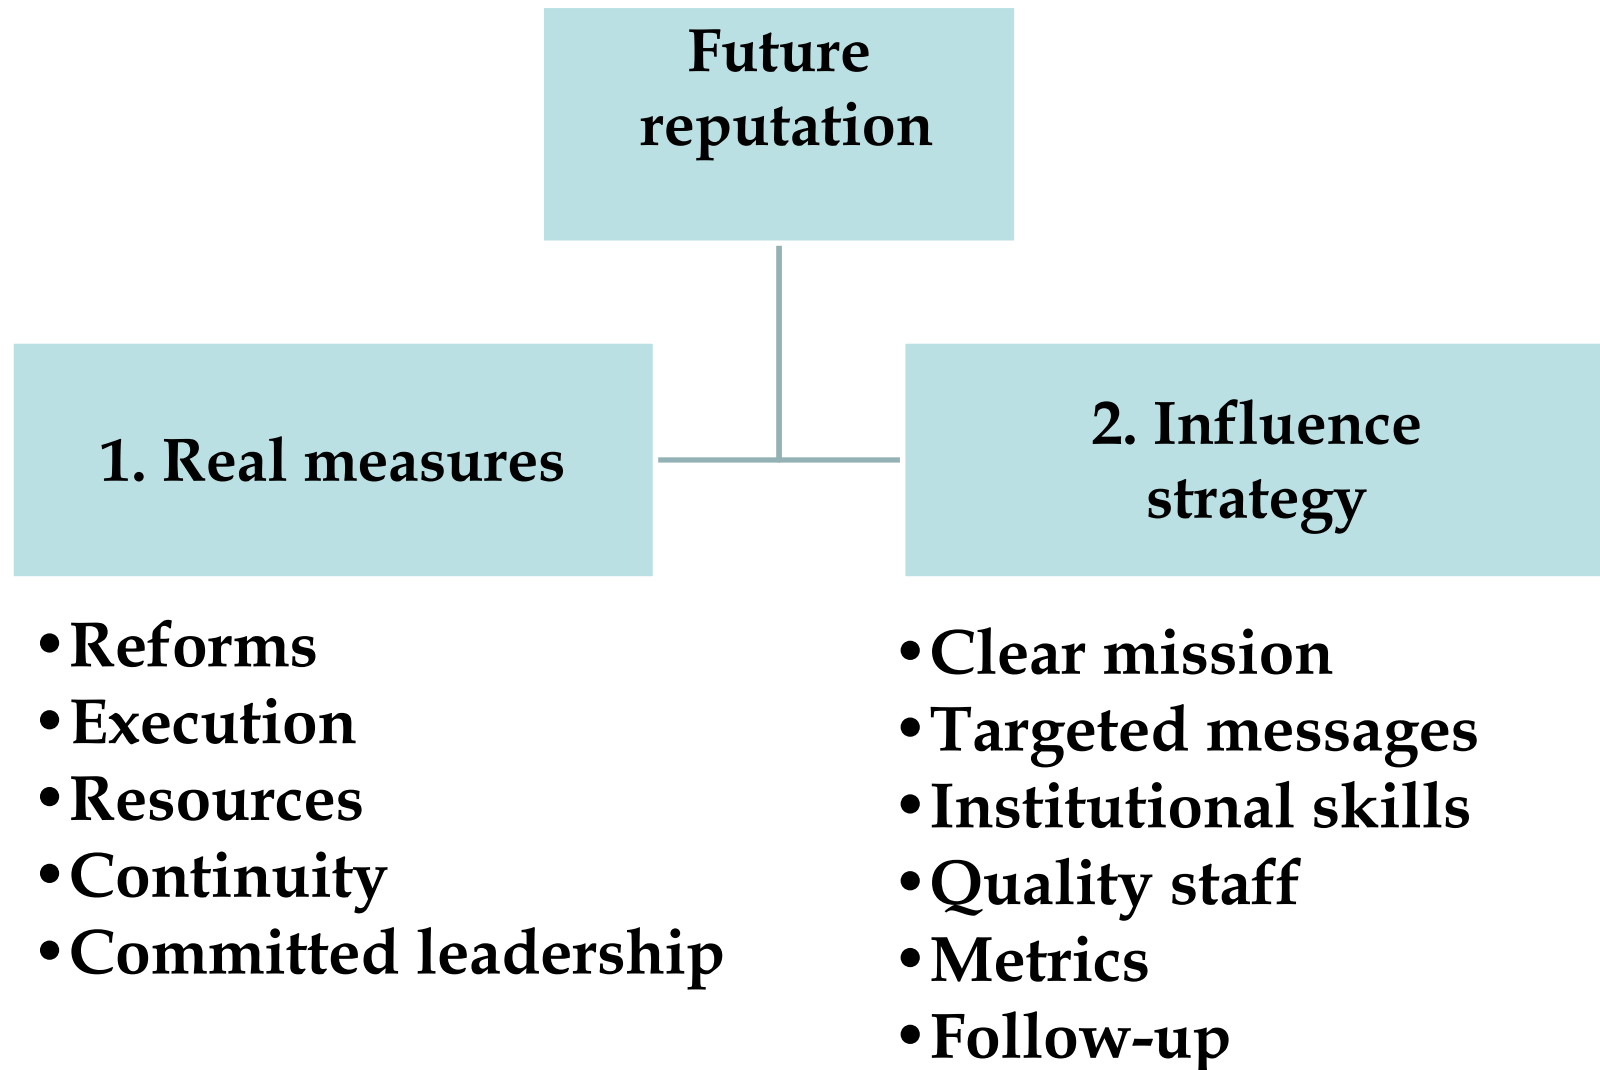 Future
reputation
1. Real measures
2. Influence
strategy
•Reforms
•Execution
•Resources
•Continuity
•Committed leadership
•Clear mission
•Targeted messages
•Institutional skills
•Quality staff
•Metrics
•Follow-up